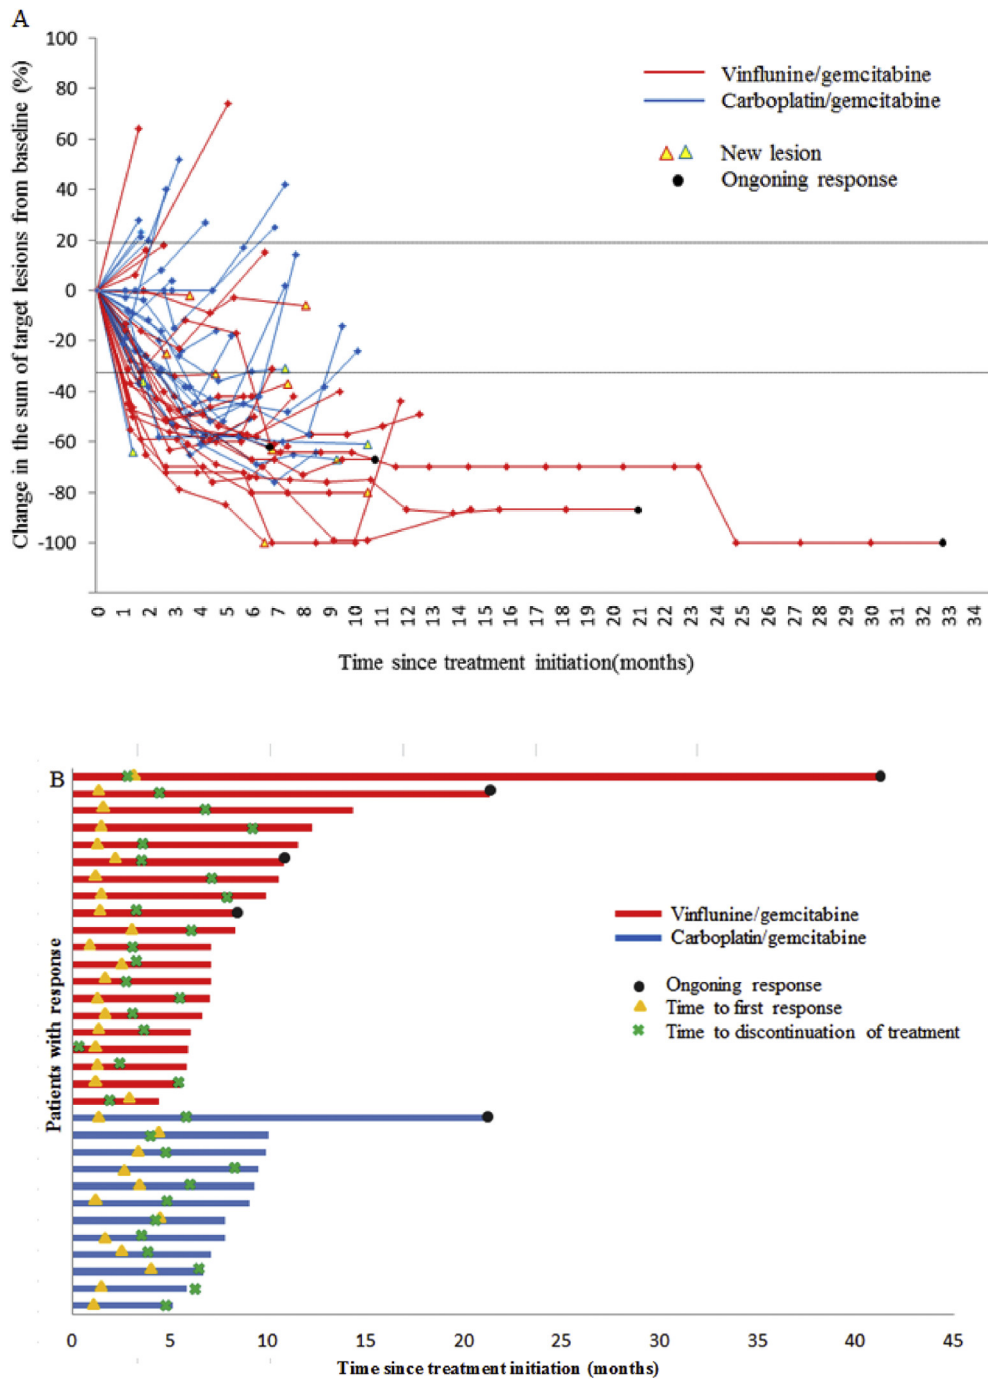 A
Change in the sum of target lesions from baseline (%)
100
80
60
40
20
0
-20
-40
-60
-80
-100
Vinflunine/gemcitabine
Carboplatin/gemcitabine
New lesion
Ongoning response
0 1 2 3 4 5 6 7 8 9 10 11 12 13 14 15 16 17 18 19 20 21 22 23 24 25 26 27 28 29 30 31 33 34
Time since treatment initiation(months)
B
Patients with response
Vinflunine/gemcitabine
Carboplatin/gemcitabine
Ongoning response
Time to first response
Time to discontinuation of treatment
0 5 10 15 20 25 30 35 40 45
Time since treatment initiation (months)